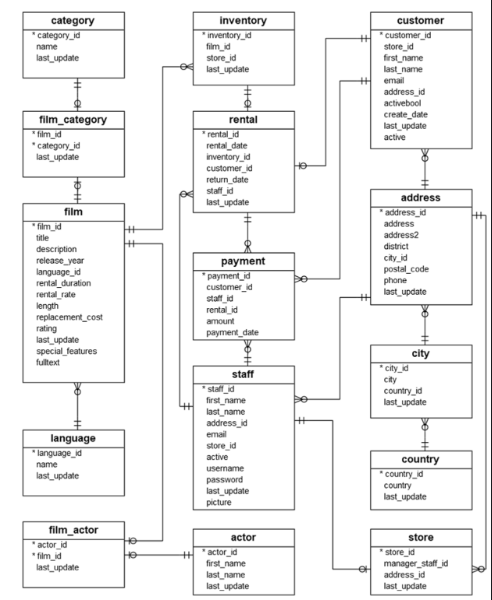 category
* category_id
name
last_update
film_category
* film_id
* category_id
last_update
film
* film_id
title
description
release_year
language_id
rental_duration
rental_rate
length
replacement_cost
rating
last_update
special_features
fulltext
language
* language_id
name
last_update
film_actor
* actor_id
* film_id
last_update
inventory
* inventory_id
film_id
store_id
last_update
rental
* rental_id
rental_date
inventory_id
customer_id
return_date
staff_id
last_update
payment
* payment_id
customer_id
staff_id
rental_id
amount
payment_date
staff
* staff_id
first_name
last_name
address_id
email
store_id
active
username
password
last_update
picture
actor
* actor_id
first_name
last_name
last_update
customer
* customer_id
store_id
first_name
last_name
email
address_id
activebool
create_date
last_update
active
address
* address_id
address
address2
district
city_id
postal_code
phone
last_update
city
* city_id
city
country_id
last_update
country
* country_id
country
last_update
store
* store_id
manager_staff_id
address_id
last_update